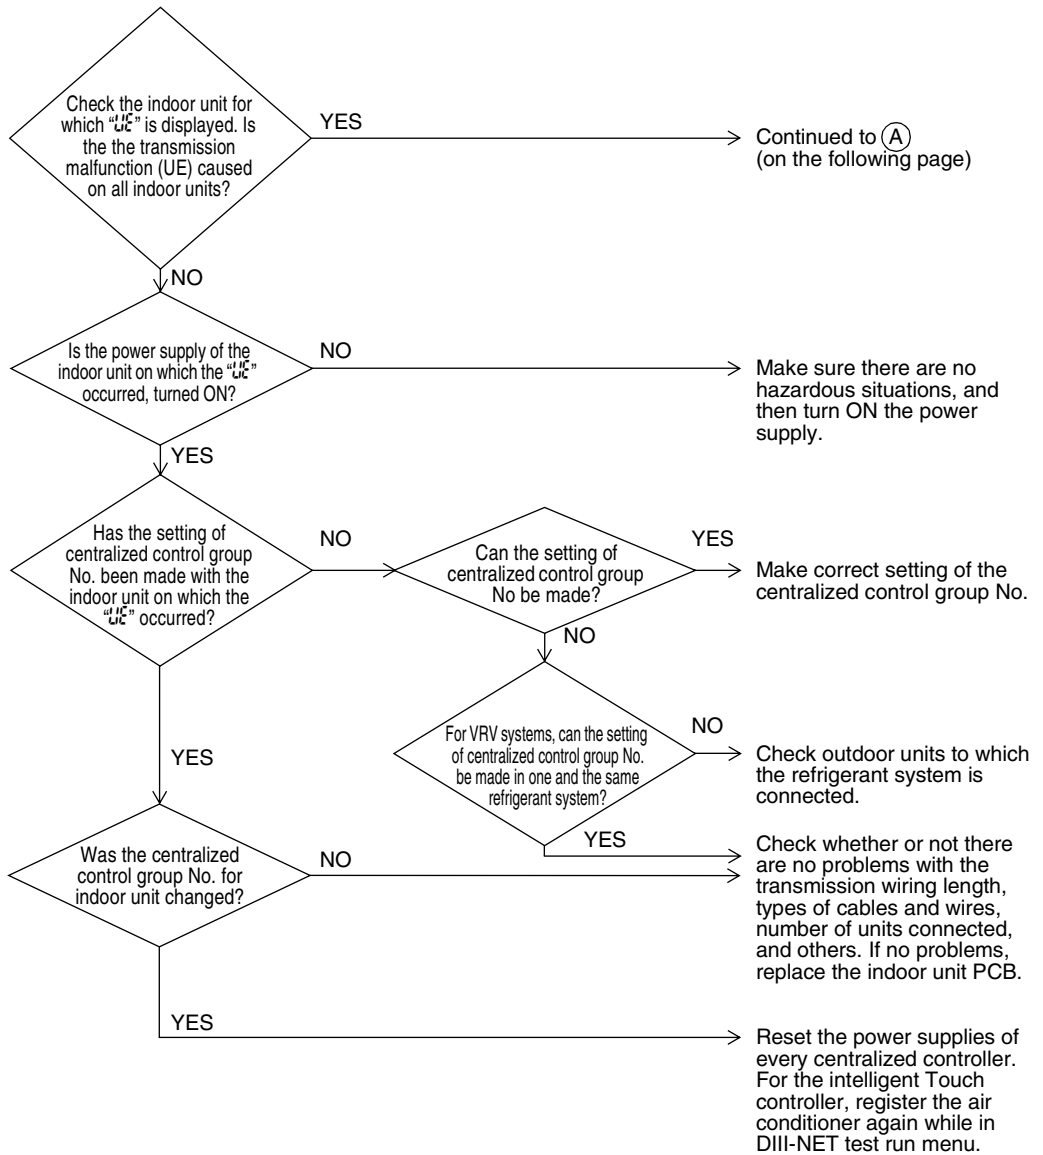 Check the indoor unit for
which “UE” is displayed. Is
the the transmission
malfunction (UE) caused
on all indoor units?
YES
Continued to A
(on the following page)
NO
Is the power supply of the
indoor unit on which the “UE”
occurred, turned ON?
NO
Make sure there are no
hazardous situations, and
then turn ON the power
supply.
YES
Has the setting of
centralized control group
No. been made with the
indoor unit on which the
“UE” occurred?
NO
Can the setting of
centralized control group
No be made?
YES
Make correct setting of the
centralized control group No.
NO
For VRV systems, can the setting
of centralized control group No.
be made in one and the same
refrigerant system?
NO
Check outdoor units to which
the refrigerant system is
connected.
YES
YES
Was the centralized
control group No. for
indoor unit changed?
NO
Check whether or not there
are no problems with the
transmission wiring length,
types of cables and wires,
number of units connected,
and others. If no problems,
replace the indoor unit PCB.
YES
Reset the power supplies of
every centralized controller.
For the intelligent Touch
controller, register the air
conditioner again while in
DIII-NET test run menu.